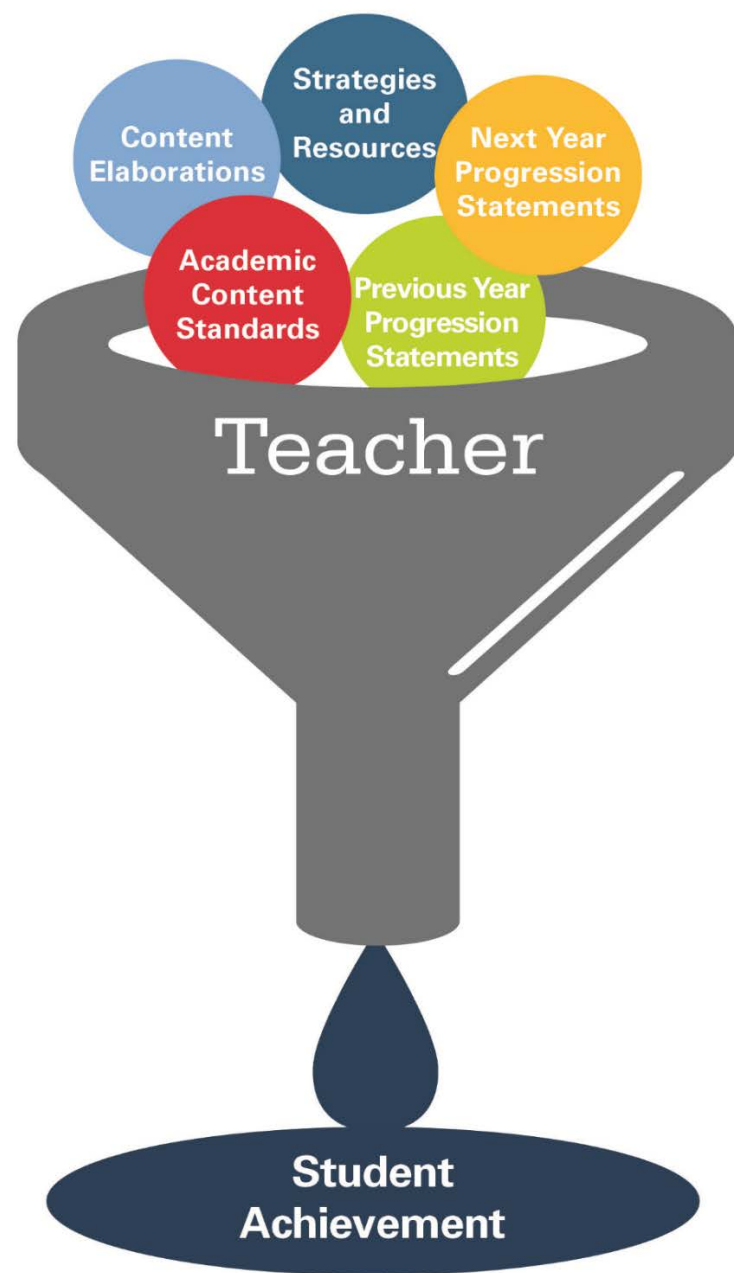 Strategies
and
Resources
Content
Elaborations
Next Year
Progression
Statements
Academic
Content
Standards
Previous Year
Progression
Statements
Teacher
Student
Achievement